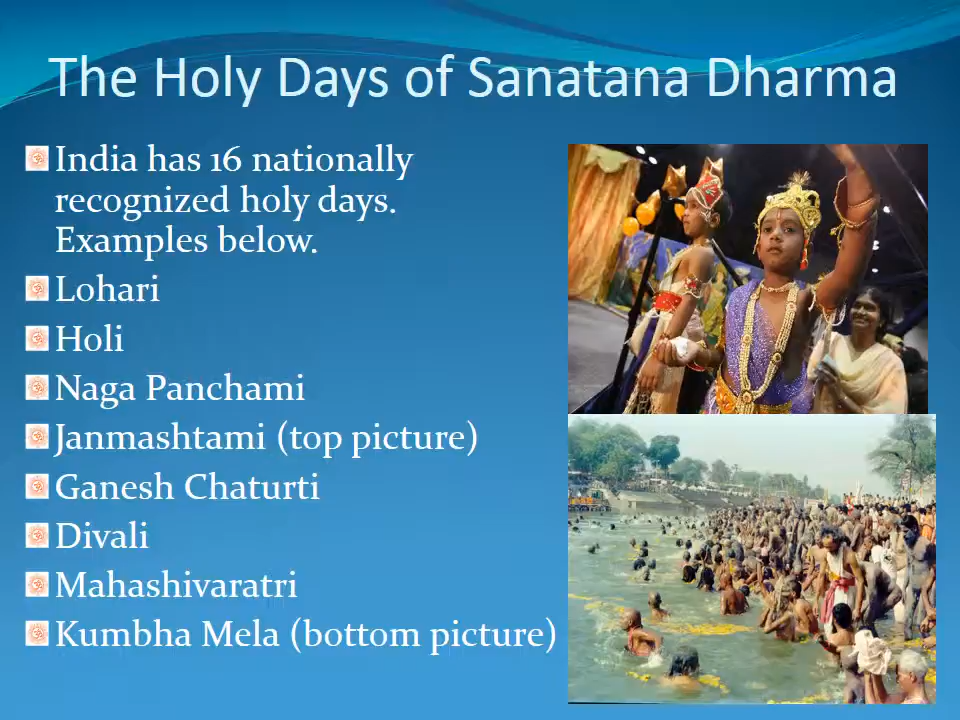 The Holy Days of Sanatana Dharma
India has 16 nationally
recognized holy days.
Examples below.
Lohari
Holi
Naga Panchami
Janmashtami (top picture)
Ganesh Chaturti
Divali
Mahashivaratri
Kumbha Mela (bottom picture)